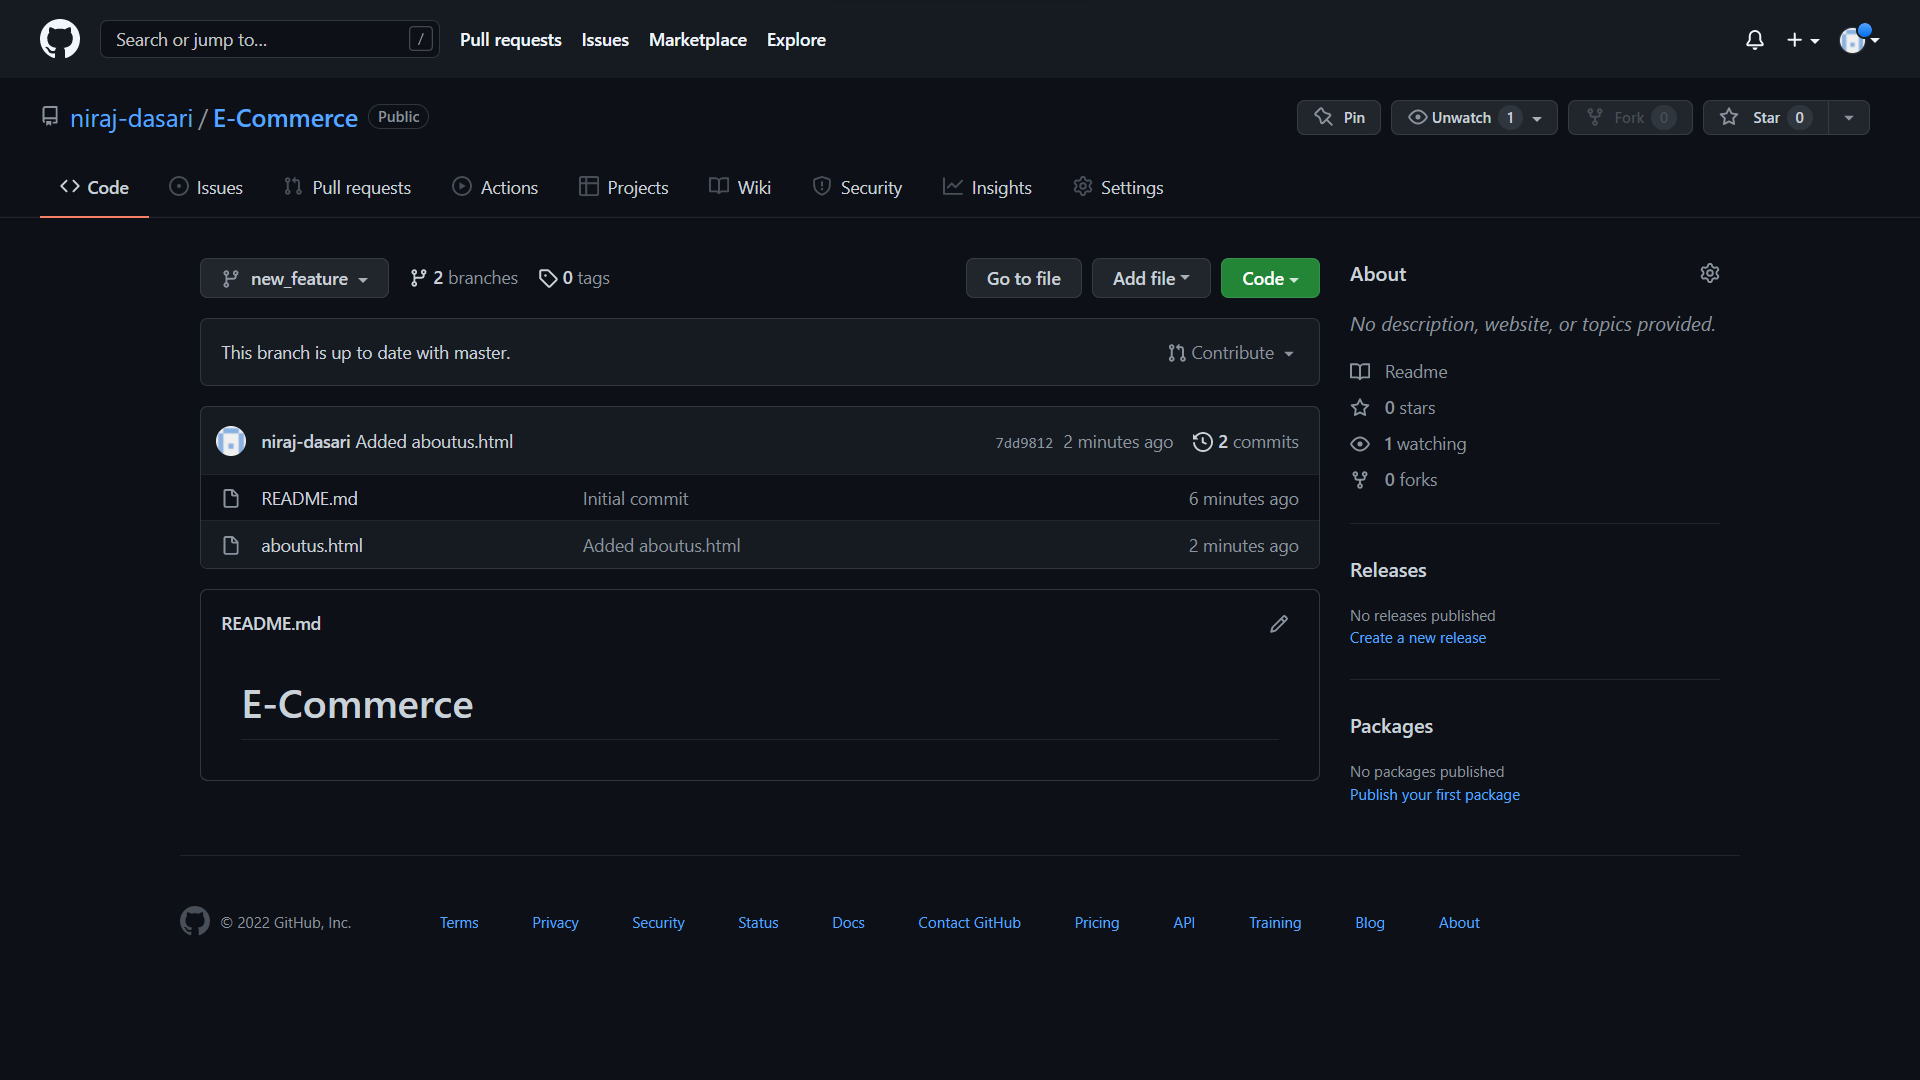 Search or jump to... / Pull requests Issues Marketplace Explore
niraj-dasari / E-Commerce Public Pin Unwatch 1 Fork 0 Star 0
Code Issues Pull requests Actions Projects Wiki Security Insights Settings
new_feature 2 branches 0 tags Go to file Add file Code
This branch is up to date with master. Contribute
niraj-dasari Added aboutus.html 7dd9812 2 minutes ago 2 commits
README.md Initial commit 6 minutes ago
aboutus.html Added aboutus.html 2 minutes ago
README.md
E-Commerce
About
No description, website, or topics provided.
Readme
0 stars
1 watching
0 forks
Releases
No releases published
Create a new release
Packages
No packages published
Publish your first package
© 2022 GitHub, Inc. Terms Privacy Security Status Docs Contact GitHub Pricing API Training Blog About